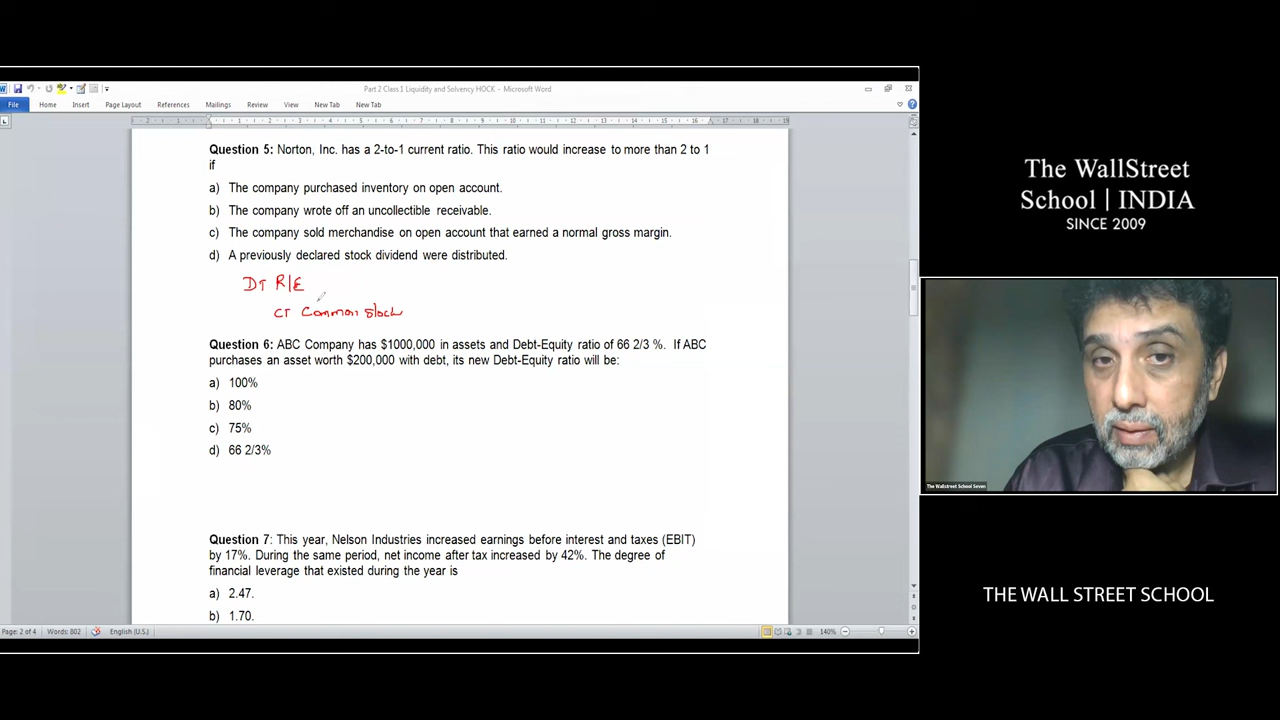 Part 2 Class 1 Liquidity and Solvency HOCK - Microsoft Word
File Home Insert Page Layout References Mailings Review View New Tab New Tab
Question 5: Norton, Inc. has a 2-to-1 current ratio. This ratio would increase to more than 2 to 1
if
a) The company purchased inventory on open account.
b) The company wrote off an uncollectible receivable.
c) The company sold merchandise on open account that earned a normal gross margin.
d) A previously declared stock dividend were distributed.
Dr R/E
Cr Common stock
Question 6: ABC Company has $1000,000 in assets and Debt-Equity ratio of 66 2/3 %. If ABC
purchases an asset worth $200,000 with debt, its new Debt-Equity ratio will be:
a) 100%
b) 80%
c) 75%
d) 66 2/3%
Question 7: This year, Nelson Industries increased earnings before interest and taxes (EBIT)
by 17%. During the same period, net income after tax increased by 42%. The degree of
financial leverage that existed during the year is
a) 2.47.
b) 1.70.
Page: 2 of 4 Words: 802 English (U.S.) 140%
The WallStreet
School | INDIA
SINCE 2009
The Wallstreet School Seven
THE WALL STREET SCHOOL